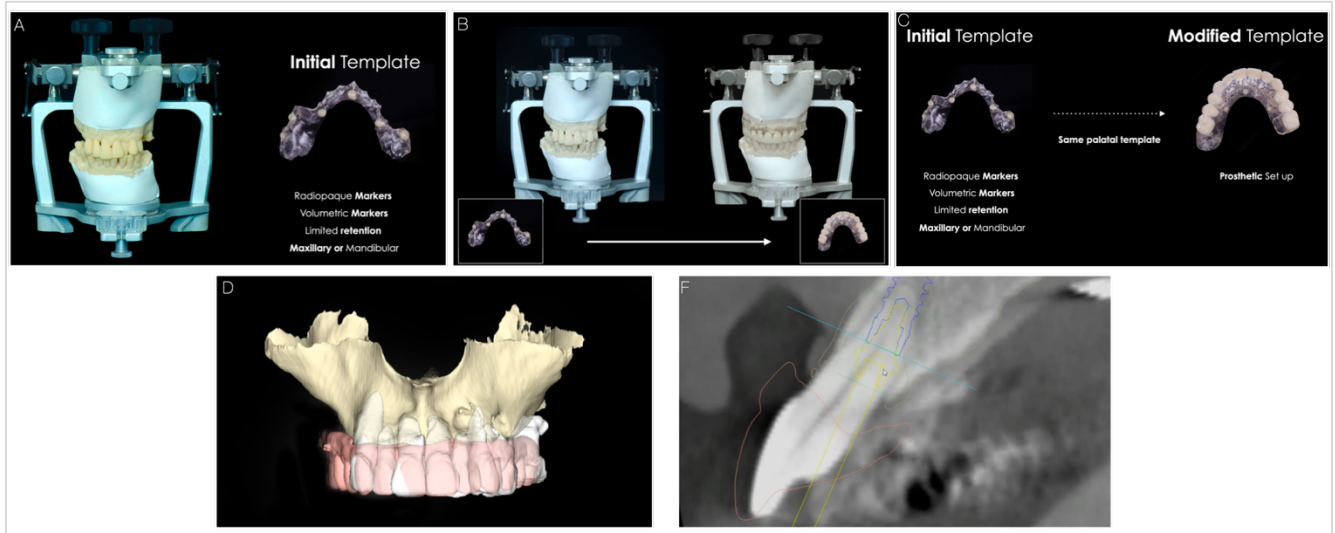 A
Initial Template
Radiopaque Markers
Volumetric Markers
Limited retention
Maxillary or Mandibular
B
C
Initial Template
Modified Template
Same palatal template
Radiopaque Markers
Volumetric Markers
Limited retention
Maxillary or Mandibular
Prosthetic Set up
D
F